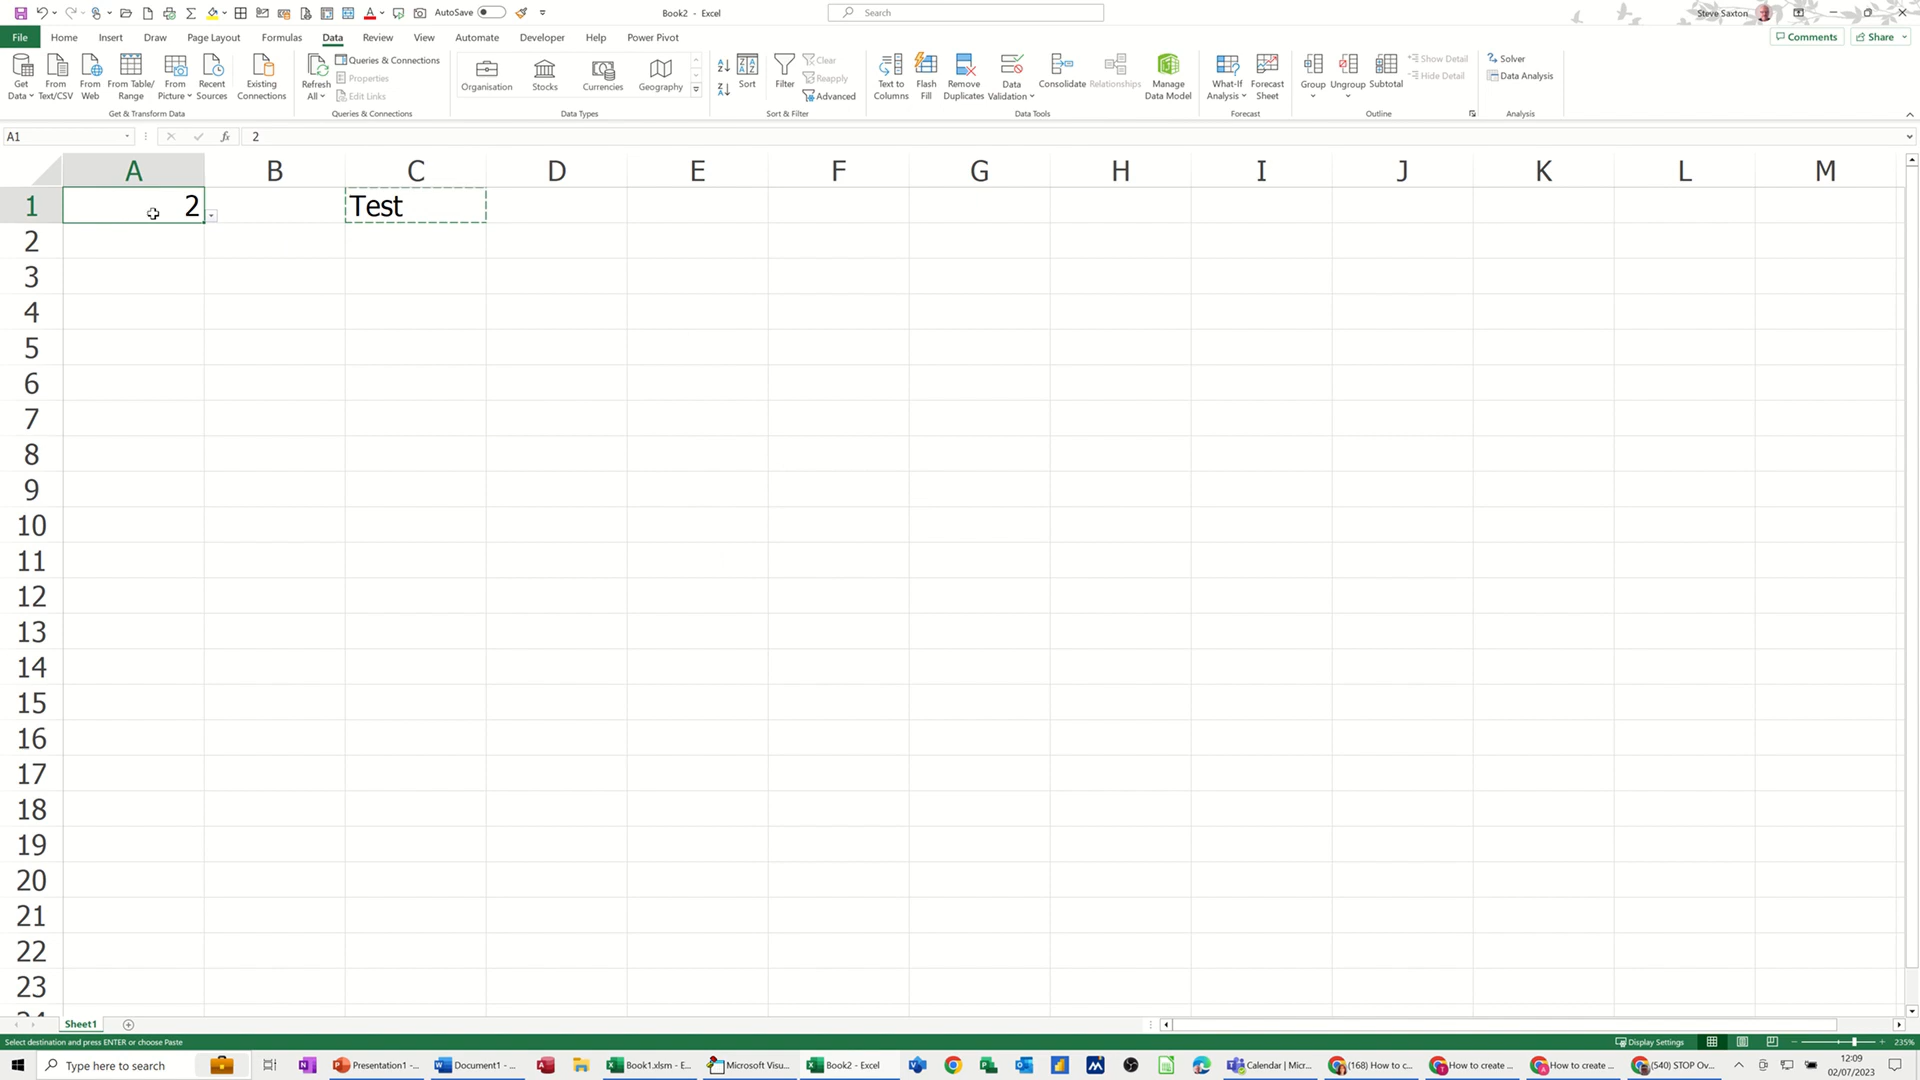 AutoSave
Book2 - Excel
Search
Steve Saxton
File Home Insert Draw Page Layout Formulas Data Review View Automate Developer Help Power Pivot
Comments Share
Get Data
From Text/CSV
From Web
From Table/ Range
From Picture
Recent Sources
Existing Connections
Get & Transform Data
Refresh All
Queries & Connections
Properties
Edit Links
Queries & Connections
Organisation Stocks Currencies Geography
Data Types
Sort
Filter
Clear
Reapply
Advanced
Sort & Filter
Text to Columns
Flash Fill
Remove Duplicates
Data Validation
Consolidate
Relationships
Manage Data Model
Data Tools
What-If Analysis
Forecast Sheet
Forecast
Group
Ungroup
Subtotal
Show Detail
Hide Detail
Outline
Solver
Data Analysis
Analysis
A1 fx 2
A B C D E F G H I J K L M
1 2 Test
2
3
4
5
6
7
8
9
10
11
12
13
14
15
16
17
18
19
20
21
22
23
Sheet1
Select destination and press ENTER or choose Paste
Display Settings
235%
Type here to search
Presentation1 -...
Document1 - ...
Book1.xlsm - E...
Microsoft Visu...
Book2 - Excel
Calendar | Micr...
(168) How to c...
How to create ...
How to create ...
(540) STOP Ov...
12:09
02/07/2023